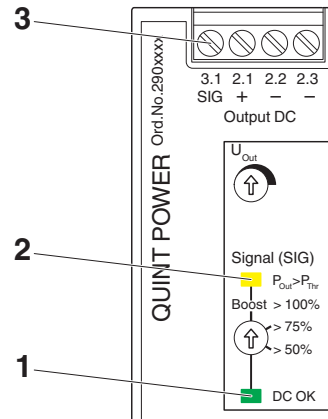 3
3.1 2.1 2.2 2.3
SIG + – –
Output DC
QUINT POWER Ord.No.290xxxx
U Out
2
Signal (SIG)
P Out > P Thr
Boost > 100%
> 75%
> 50%
1
DC OK